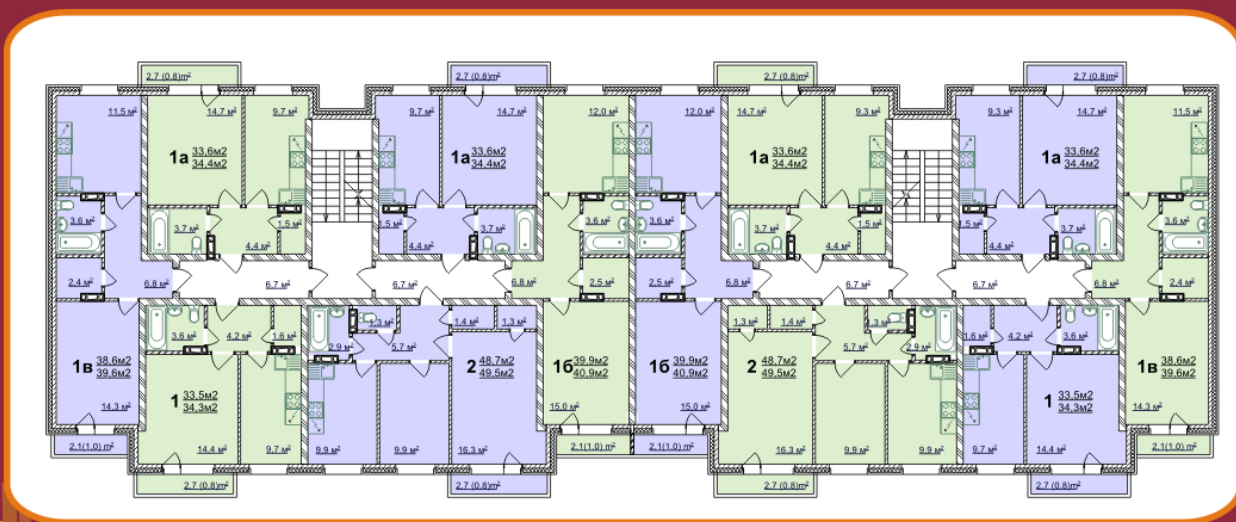 2,7 (0,8)m²
2,7 (0,8)m²
2,7 (0,8)m²
2,7 (0,8)m²
11.5 м²
14.7 м²
9.7 м²
9.7 м²
14.7 м²
12.0 м²
12.0 м²
14.7 м²
9.3 м²
9.3 м²
14.7 м²
11.5 м²
1а 33,6м2
34,4м2
1а 33,6м2
34,4м2
1а 33,6м2
34,4м2
1а 33,6м2
34,4м2
3.6 м²
3.7 м²
1.5 м²
4.4 м²
1.5 м²
4.4 м²
3.7 м²
3.6 м²
3.6 м²
3.7 м²
1.5 м²
4.4 м²
1.5 м²
4.4 м²
3.7 м²
3.6 м²
2.4 м²
6.8 м²
6.7 м²
6.7 м²
6.8 м²
2.5 м²
2.5 м²
6.8 м²
6.7 м²
6.7 м²
6.8 м²
2.4 м²
3.6 м²
4.2 м²
1.6 м²
2.9 м²
1.3 м²
5.7 м²
1.4 м²
1.3 м²
1.3 м²
1.4 м²
5.7 м²
1.3 м²
2.9 м²
1.6 м²
4.2 м²
3.6 м²
1в 38,6м2
39,6м2
1 33,5м2
34,3м2
2 48,7м2
49,5м2
1б 39,9м2
40,9м2
1б 39,9м2
40,9м2
2 48,7м2
49,5м2
1 33,5м2
34,3м2
1в 38,6м2
39,6м2
14.3 м²
14.4 м²
9.7 м²
9.9 м²
9.9 м²
16.3 м²
15.0 м²
15.0 м²
16.3 м²
9.9 м²
9.9 м²
9.7 м²
14.4 м²
14.3 м²
2,1(1,0) m²
2,1(1,0) m²
2,1(1,0) m²
2,1(1,0) m²
2,7 (0,8)m²
2,7 (0,8)m²
2,7 (0,8)m²
2,7 (0,8)m²